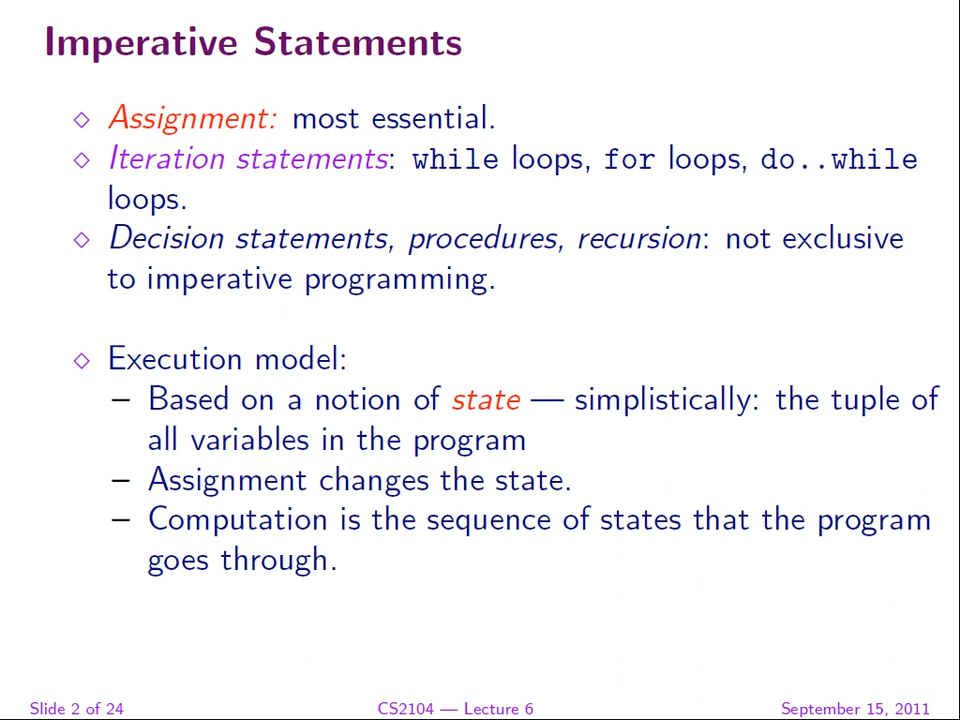 Imperative Statements
◇ Assignment: most essential.
◇ Iteration statements: while loops, for loops, do..while
loops.
◇ Decision statements, procedures, recursion: not exclusive
to imperative programming.
◇ Execution model:
– Based on a notion of state — simplistically: the tuple of
all variables in the program
– Assignment changes the state.
– Computation is the sequence of states that the program
goes through.
Slide 2 of 24 CS2104 — Lecture 6 September 15, 2011